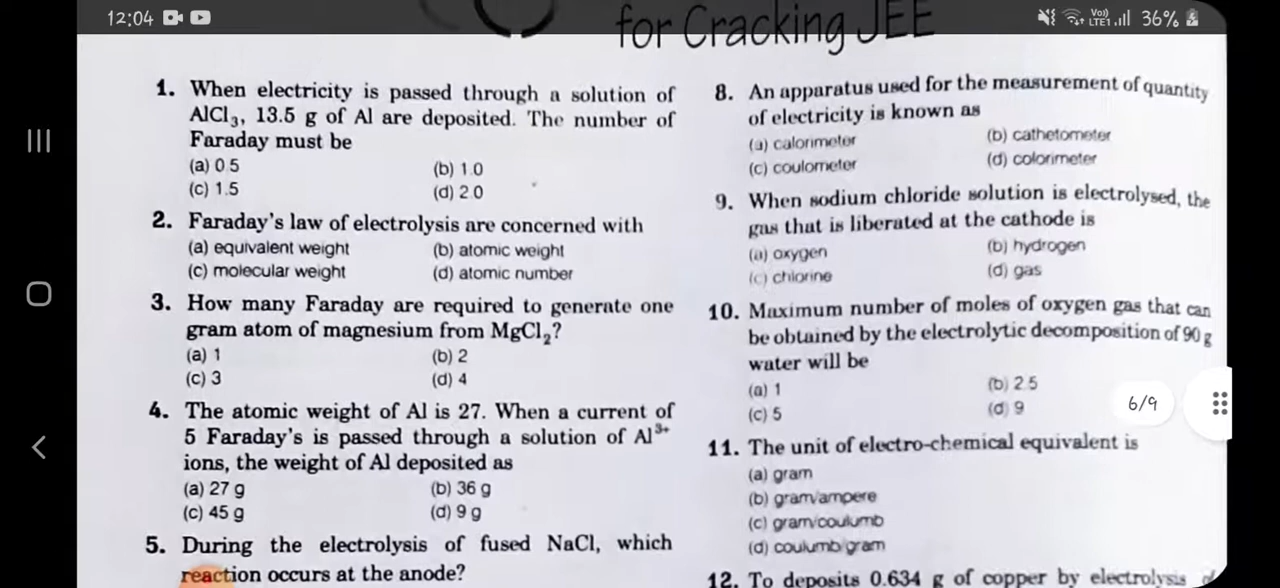 12:04
Vo)) LTE1 36%
for Cracking JEE
1. When electricity is passed through a solution of
AlCl₃, 13.5 g of Al are deposited. The number of
Faraday must be
(a) 0.5 (b) 1.0
(c) 1.5 (d) 2.0
2. Faraday's law of electrolysis are concerned with
(a) equivalent weight (b) atomic weight
(c) molecular weight (d) atomic number
3. How many Faraday are required to generate one
gram atom of magnesium from MgCl₂?
(a) 1 (b) 2
(c) 3 (d) 4
4. The atomic weight of Al is 27. When a current of
5 Faraday's is passed through a solution of Al³⁺
ions, the weight of Al deposited as
(a) 27 g (b) 36 g
(c) 45 g (d) 9 g
5. During the electrolysis of fused NaCl, which
reaction occurs at the anode?
8. An apparatus used for the measurement of quantity
of electricity is known as
(a) calorimeter (b) cathetometer
(c) coulometer (d) colorimeter
9. When sodium chloride solution is electrolysed, the
gas that is liberated at the cathode is
(a) oxygen (b) hydrogen
(c) chlorine (d) gas
10. Maximum number of moles of oxygen gas that can
be obtained by the electrolytic decomposition of 90 g
water will be
(a) 1 (b) 2.5
(c) 5 (d) 9
6/9
11. The unit of electro-chemical equivalent is
(a) gram
(b) gram/ampere
(c) gram/coulumb
(d) coulumb/gram
12. To deposits 0.634 g of copper by electrolysis